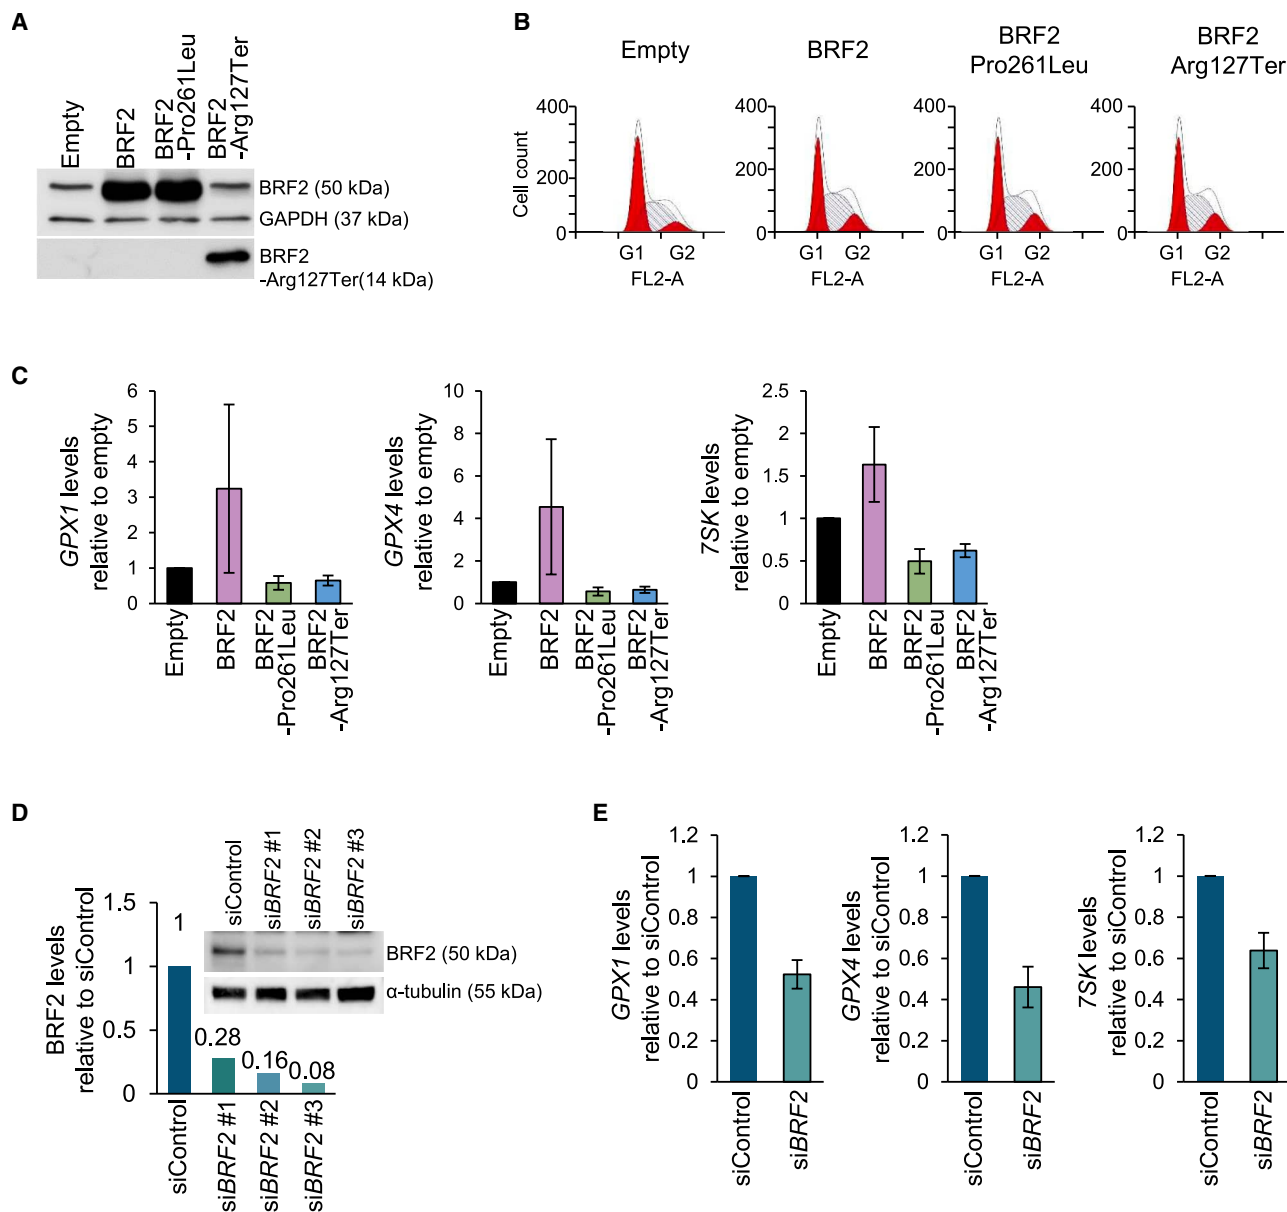 A
Empty
BRF2
BRF2
-Pro261Leu
BRF2
-Arg127Ter
BRF2 (50 kDa)
GAPDH (37 kDa)
BRF2
-Arg127Ter(14 kDa)
B
Empty
BRF2
BRF2
Pro261Leu
BRF2
Arg127Ter
Cell count
400
200
0
G1 G2
FL2-A
400
200
0
G1 G2
FL2-A
400
200
0
G1 G2
FL2-A
400
200
0
G1 G2
FL2-A
C
GPX1 levels
relative to empty
6
5
4
3
2
1
0
Empty
BRF2
BRF2
-Pro261Leu
BRF2
-Arg127Ter
GPX4 levels
relative to empty
10
8
6
4
2
0
Empty
BRF2
BRF2
-Pro261Leu
BRF2
-Arg127Ter
7SK levels
relative to empty
2.5
2
1.5
1
0.5
0
Empty
BRF2
BRF2
-Pro261Leu
BRF2
-Arg127Ter
D
BRF2 levels
relative to siControl
1.5
1
0.5
0
1
0.28
0.16
0.08
siControl
siBRF2 #1
siBRF2 #2
siBRF2 #3
siControl
siBRF2 #1
siBRF2 #2
siBRF2 #3
BRF2 (50 kDa)
α-tubulin (55 kDa)
E
GPX1 levels
relative to siControl
1.2
1
0.8
0.6
0.4
0.2
0
siControl
siBRF2
GPX4 levels
relative to siControl
1.2
1
0.8
0.6
0.4
0.2
0
siControl
siBRF2
7SK levels
relative to siControl
1.2
1
0.8
0.6
0.4
0.2
0
siControl
siBRF2